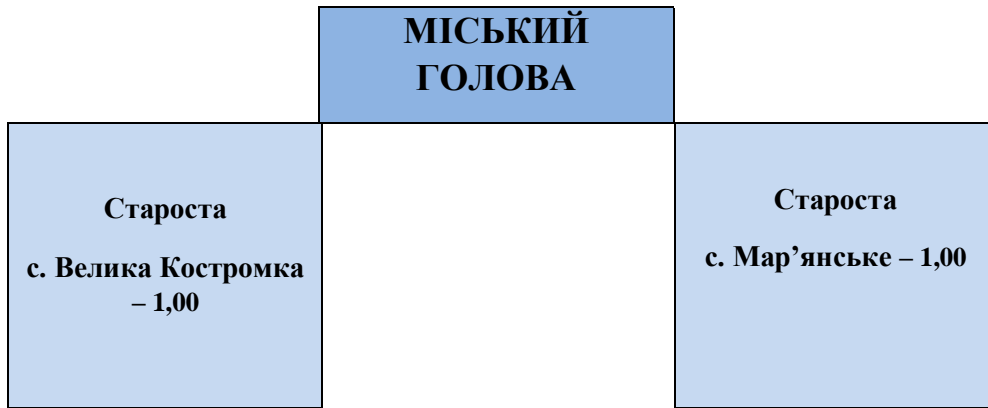 МІСЬКИЙ
ГОЛОВА
Староста
с. Велика Костромка
– 1,00
Староста
с. Мар’янське – 1,00